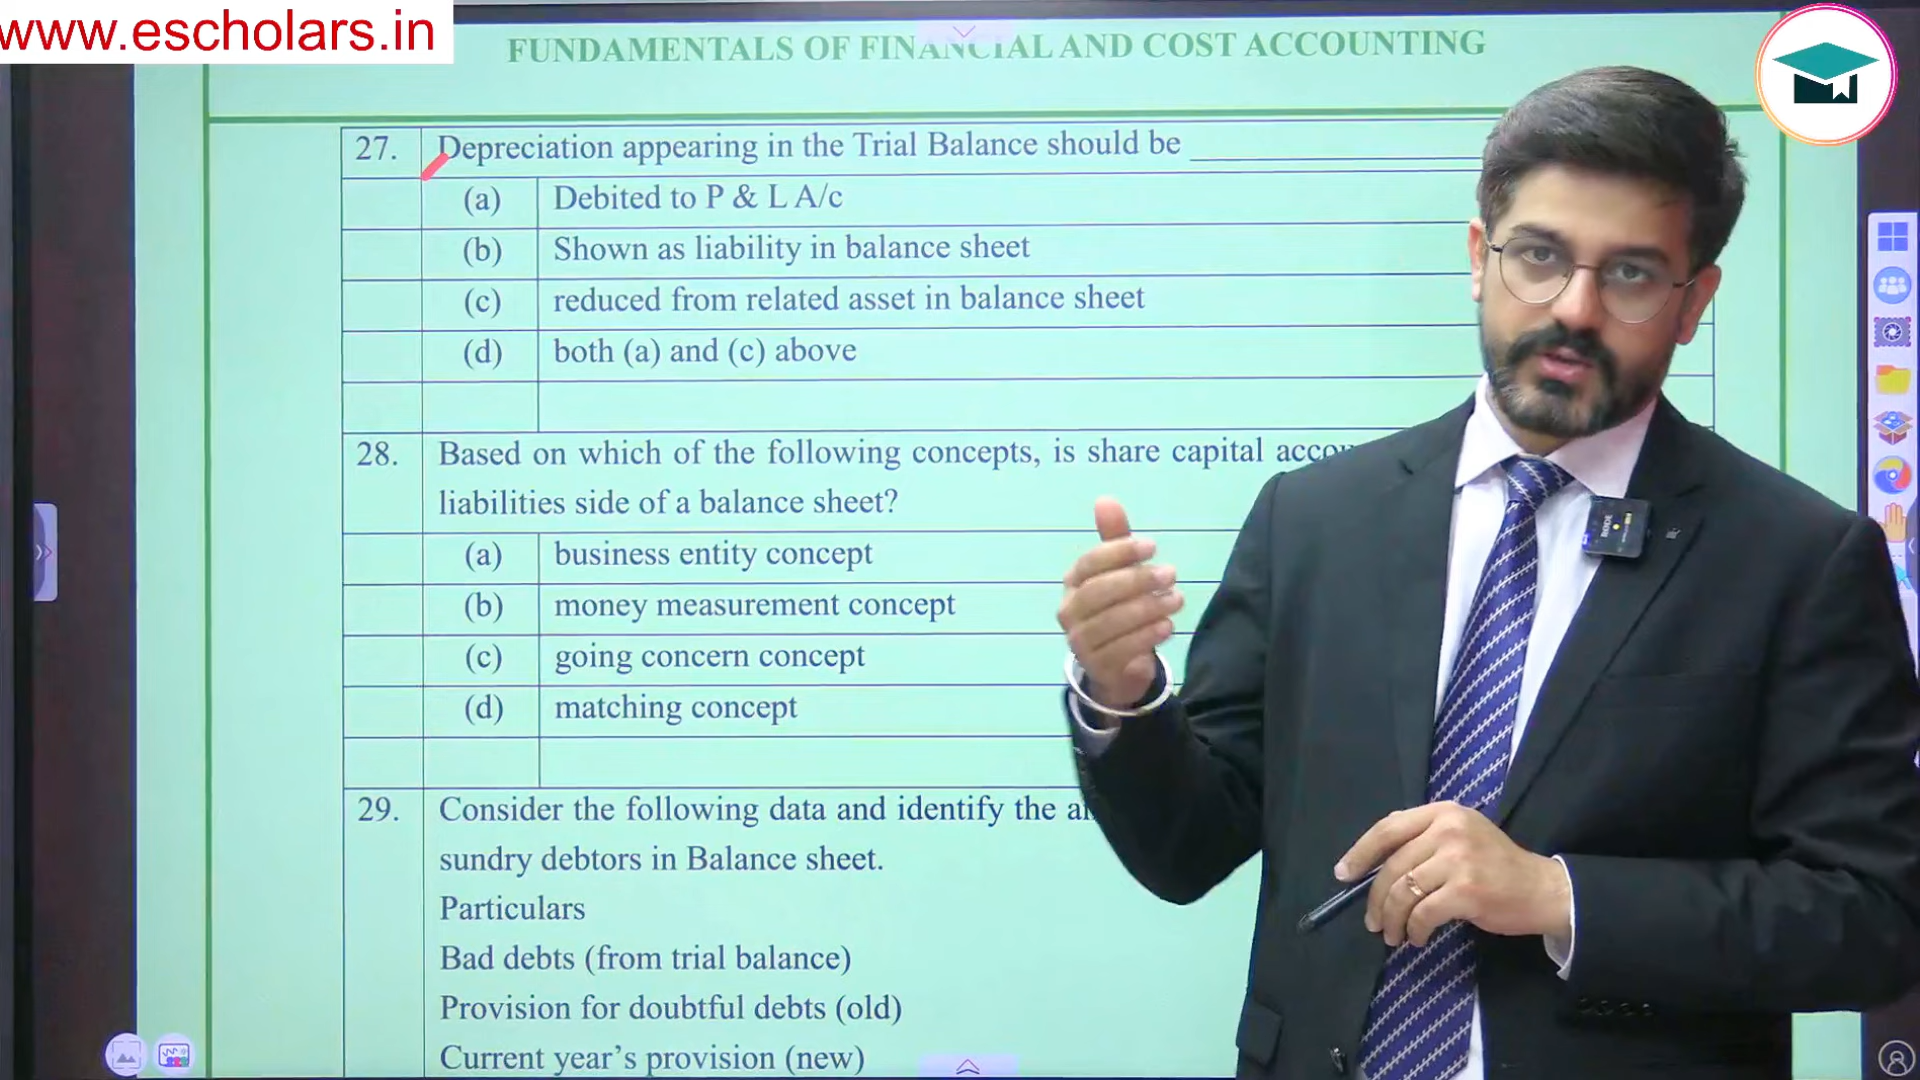 www.escholars.in
FUNDAMENTALS OF FINANCIAL AND COST ACCOUNTING
27. Depreciation appearing in the Trial Balance should be
(a) Debited to P & L A/c
(b) Shown as liability in balance sheet
(c) reduced from related asset in balance sheet
(d) both (a) and (c) above
28. Based on which of the following concepts, is share capital
liabilities side of a balance sheet?
(a) business entity concept
(b) money measurement concept
(c) going concern concept
(d) matching concept
29. Consider the following data and identify the
sundry debtors in Balance sheet.
Particulars
Bad debts (from trial balance)
Provision for doubtful debts (old)
Current year’s provision (new)